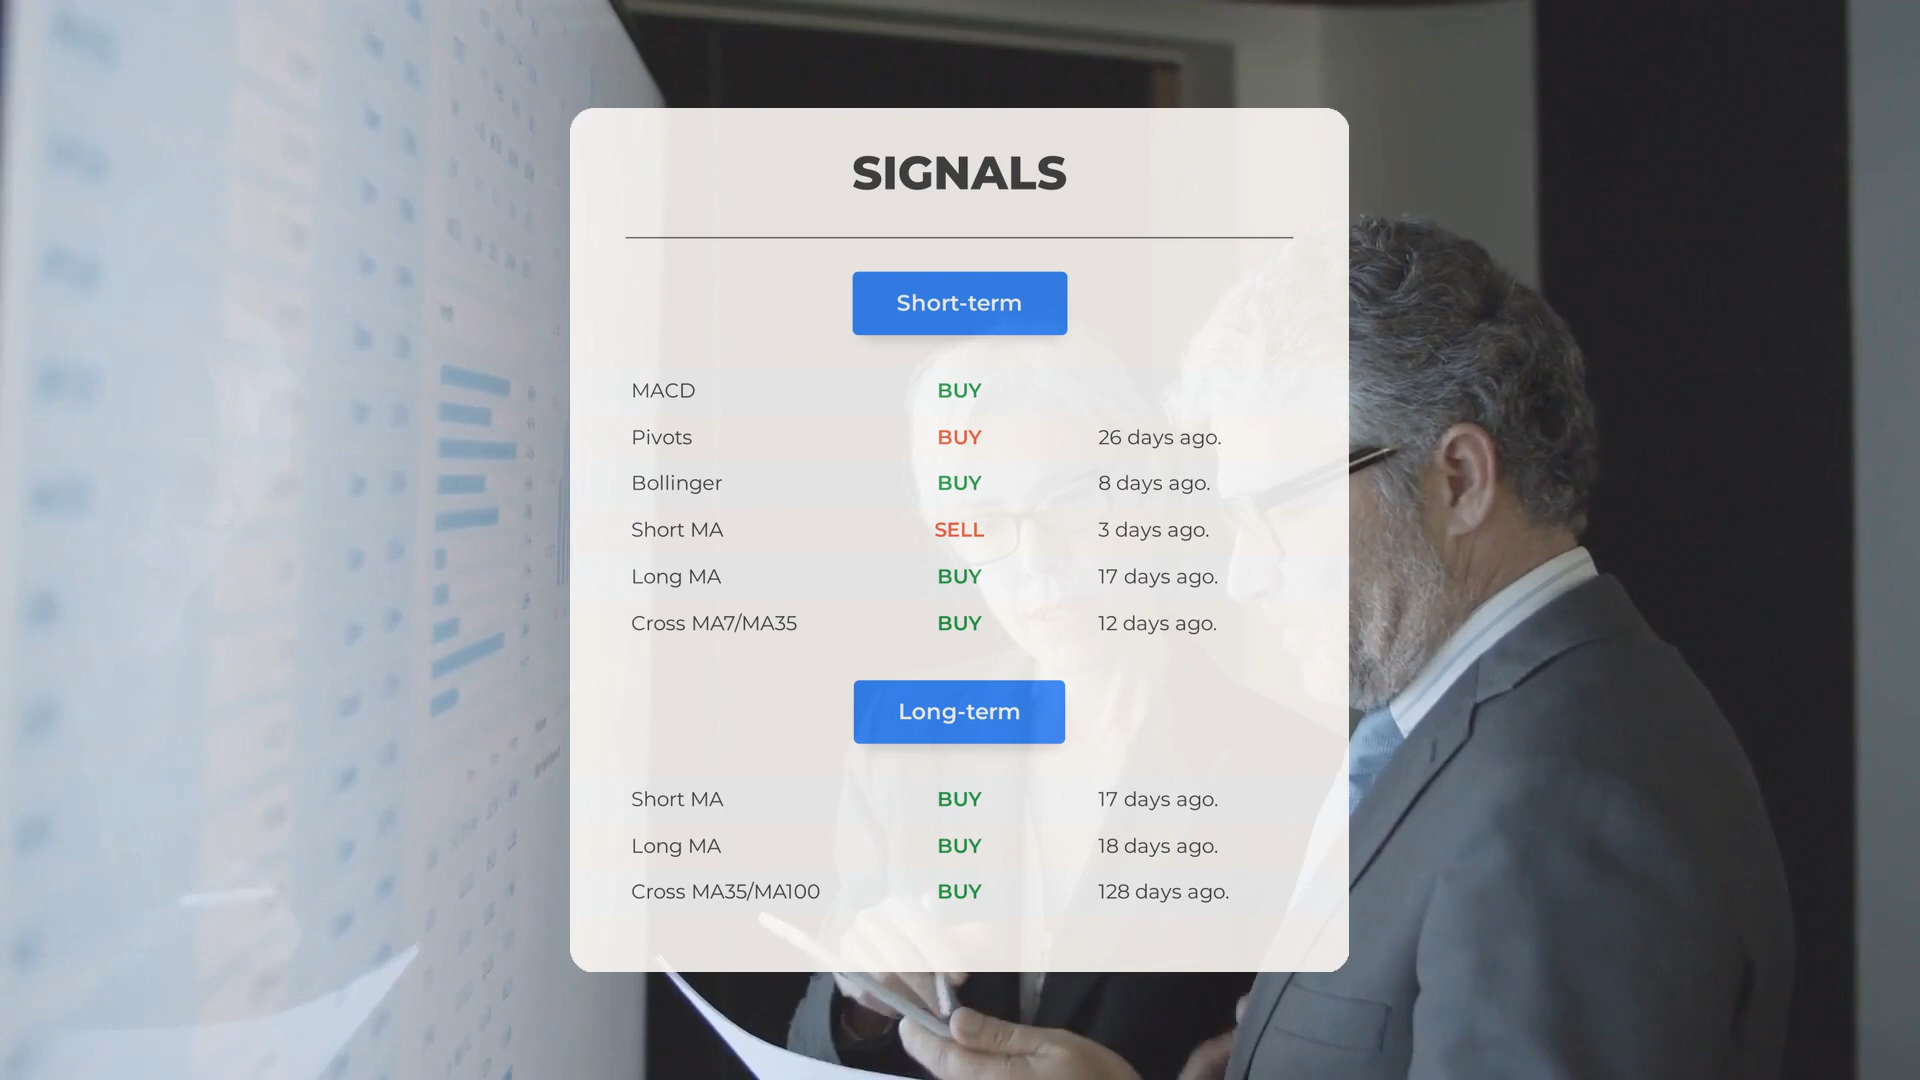 SIGNALS
Short-term
MACD BUY
Pivots BUY 26 days ago.
Bollinger BUY 8 days ago.
Short MA SELL 3 days ago.
Long MA BUY 17 days ago.
Cross MA7/MA35 BUY 12 days ago.
Long-term
Short MA BUY 17 days ago.
Long MA BUY 18 days ago.
Cross MA35/MA100 BUY 128 days ago.